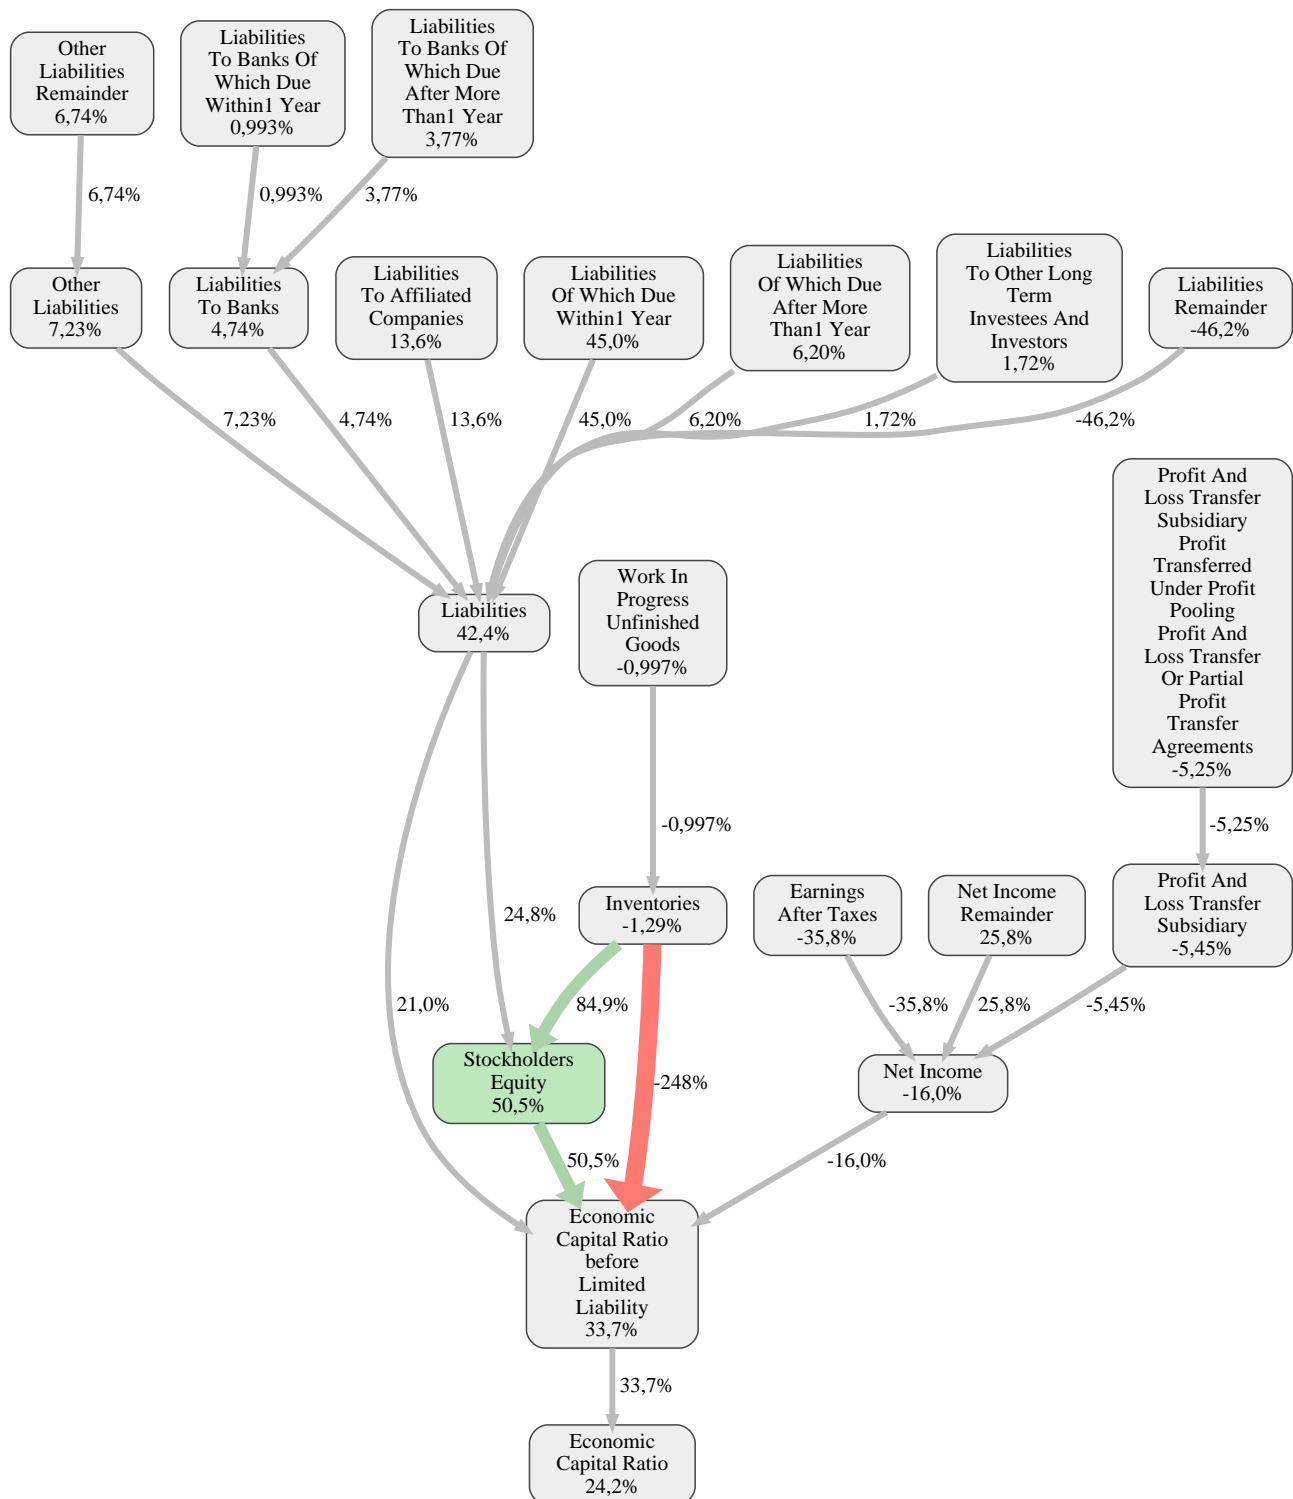 Other
Liabilities
Remainder
6,74%
Liabilities
To Banks Of
Which Due
Within1 Year
0,993%
Liabilities
To Banks Of
Which Due
After More
Than1 Year
3,77%
6,74%
0,993%
3,77%
Other
Liabilities
7,23%
Liabilities
To Banks
4,74%
Liabilities
To Affiliated
Companies
13,6%
Liabilities
Of Which Due
Within1 Year
45,0%
Liabilities
Of Which Due
After More
Than1 Year
6,20%
Liabilities
To Other Long
Term
Investees And
Investors
1,72%
Liabilities
Remainder
-46,2%
7,23%
4,74%
13,6%
45,0%
6,20%
1,72%
-46,2%
Profit And
Loss Transfer
Subsidiary
Profit
Transferred
Under Profit
Pooling
Profit And
Loss Transfer
Or Partial
Profit
Transfer
Agreements
-5,25%
Liabilities
42,4%
Work In
Progress
Unfinished
Goods
-0,997%
-0,997%
-5,25%
Inventories
-1,29%
Earnings
After Taxes
-35,8%
Net Income
Remainder
25,8%
Profit And
Loss Transfer
Subsidiary
-5,45%
24,8%
21,0%
84,9%
-248%
-35,8%
25,8%
-5,45%
Stockholders
Equity
50,5%
Net Income
-16,0%
50,5%
-16,0%
Economic
Capital Ratio
before
Limited
Liability
33,7%
33,7%
Economic
Capital Ratio
24,2%